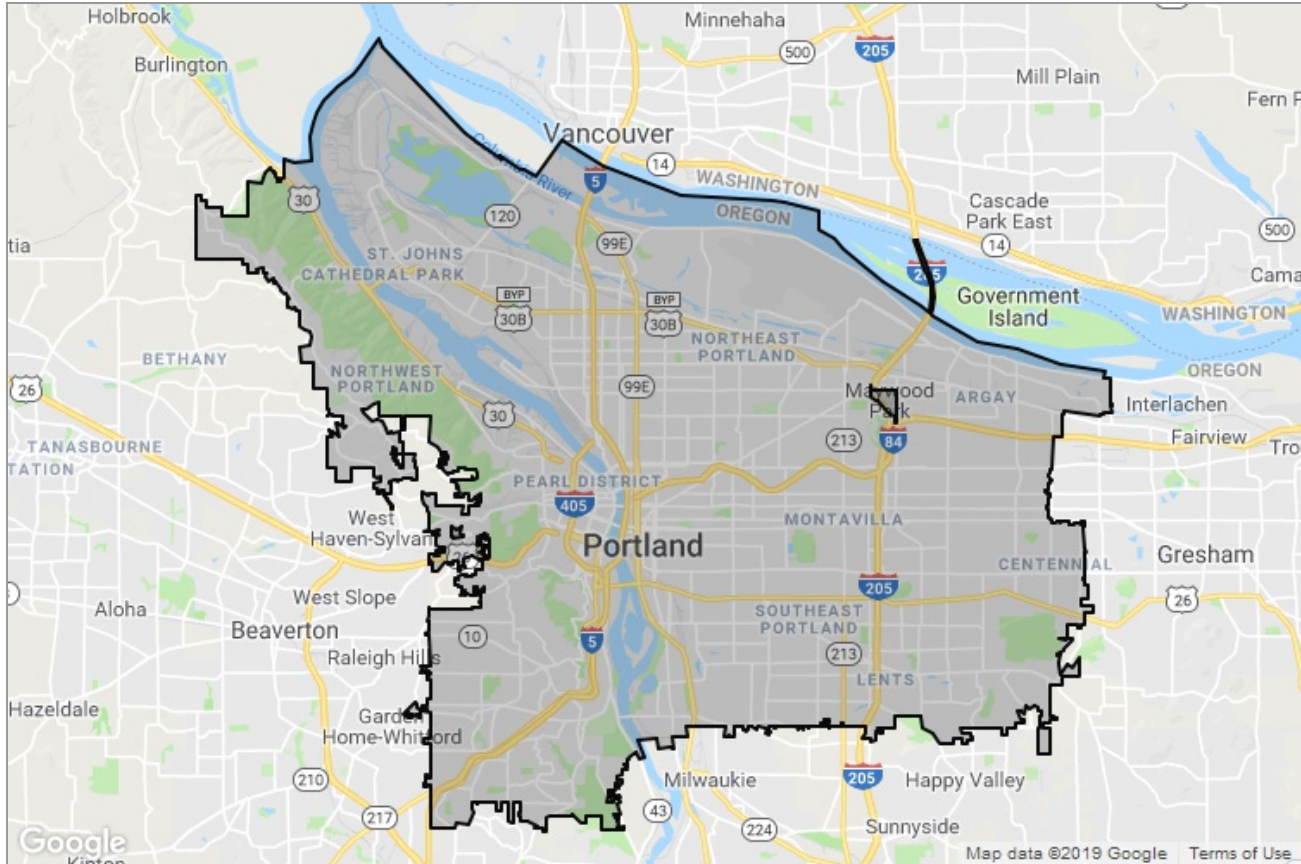 Holbrook
Minnehaha
500
205
Burlington
Mill Plain
Fern P
Vancouver
14
WASHINGTON
Columbia River
5
30
OREGON
Cascade
Park East
120
14
500
tia
99E
ST. JOHNS
CATHEDRAL PARK
205
Cama
BYP
30B
BYP
30B
Government
Island
WASHINGTON
NORTHEAST
PORTLAND
BETHANY
OREGON
NORTHWEST
PORTLAND
99E
26
Maywood
Park
ARGAY
Interlachen
30
213
84
Fairview
TANASBOURNE
STATION
Tro
PEARL DISTRICT
405
West
Haven-Sylvan
MONTAVILLA
Portland
26
CENTENNIAL
Gresham
205
26
Aloha
West Slope
SOUTHEAST
PORTLAND
Beaverton
10
5
Raleigh Hills
213
LENTS
Hazeldale
Garden
Home-Whitford
210
Milwaukie
205
Happy Valley
217
43
224
Sunnyside
Google
Kinton
Map data ©2019 Google
Terms of Use